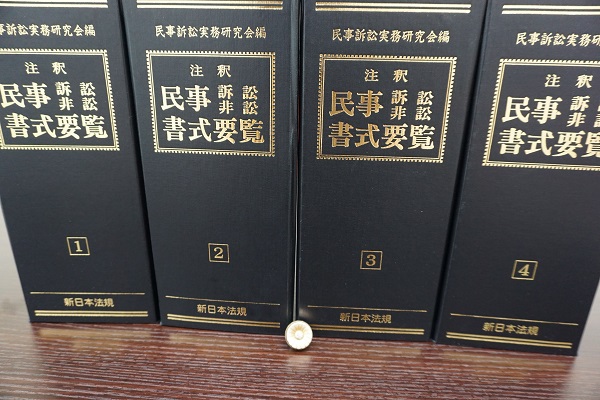 民事訴訟実務研究会編
注釈
民事 訴訟
非訟
書式要覧
1
新日本法規
民事訴訟実務研究会編
注釈
民事 訴訟
非訟
書式要覧
2
新日本法規
民事訴訟実務研究会編
注釈
民事 訴訟
非訟
書式要覧
3
新日本法規
民事訴訟実務研究会
注釈
民事 訴
非訟
書式要覧
4
新日本法規